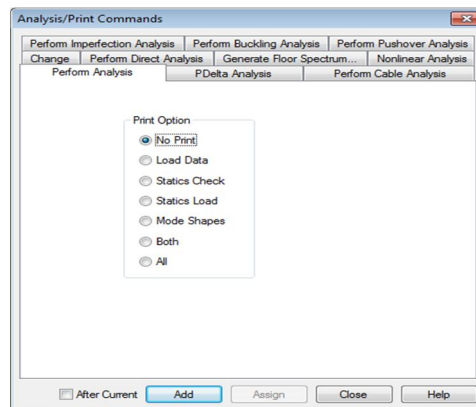 Analysis/Print Commands
Perform Imperfection Analysis Perform Buckling Analysis Perform Pushover Analysis
Change Perform Direct Analysis Generate Floor Spectrum... Nonlinear Analysis
Perform Analysis PDelta Analysis Perform Cable Analysis
Print Option
No Print
Load Data
Statics Check
Statics Load
Mode Shapes
Both
All
After Current Add Assign Close Help